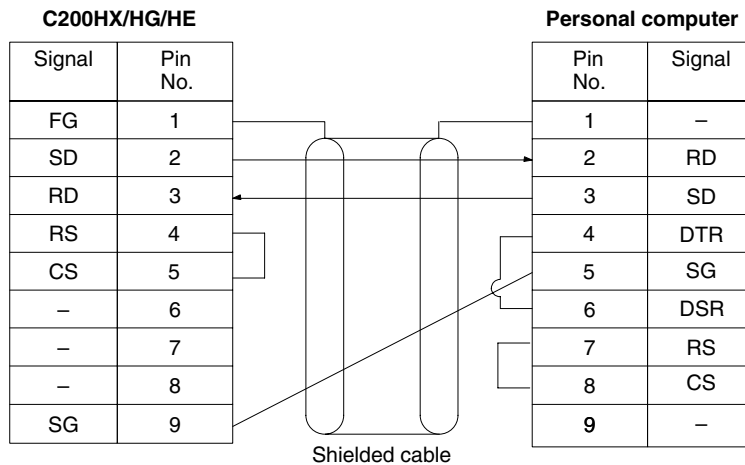 C200HX/HG/HE Personal computer
Signal Pin No. Pin No. Signal
FG 1 1 –
SD 2 2 RD
RD 3 3 SD
RS 4 4 DTR
CS 5 5 SG
– 6 6 DSR
– 7 7 RS
– 8 8 CS
SG 9 9 –
Shielded cable